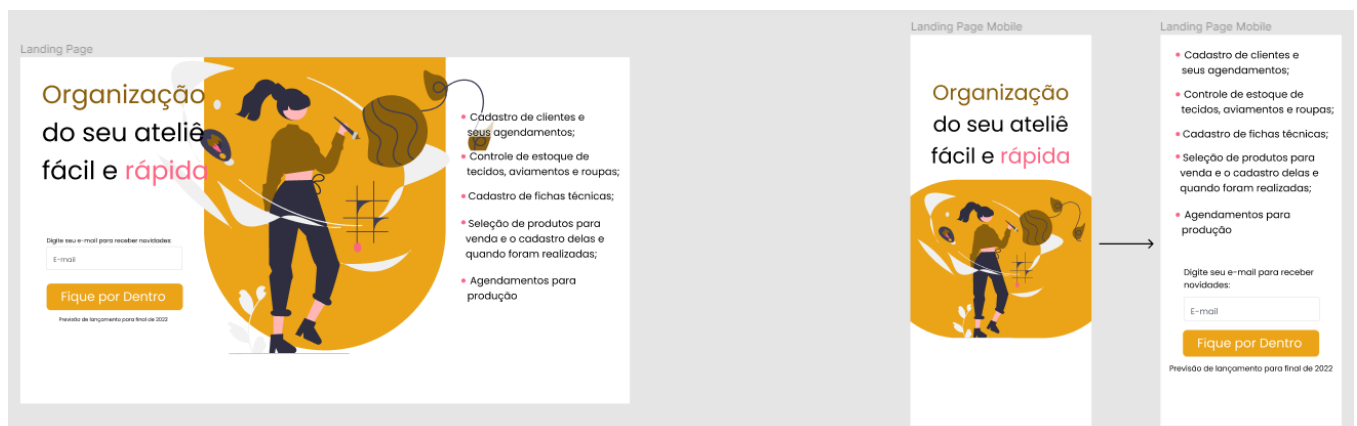 Landing Page
Organização
do seu ateliê
fácil e rápida
Digite seu e-mail para receber novidades:
E-mail
Fique por Dentro
Previsão de lançamento para final de 2022
Cadastro de clientes e
seus agendamentos;
Controle de estoque de
tecidos, aviamentos e roupas;
Cadastro de fichas técnicas;
Seleção de produtos para
venda e o cadastro delas e
quando foram realizadas;
Agendamentos para
produção
Landing Page Mobile
Organização
do seu ateliê
fácil e rápida
Landing Page Mobile
Cadastro de clientes e
seus agendamentos;
Controle de estoque de
tecidos, aviamentos e roupas;
Cadastro de fichas técnicas;
Seleção de produtos para
venda e o cadastro delas e
quando foram realizadas;
Agendamentos para
produção
Digite seu e-mail para receber
novidades:
E-mail
Fique por Dentro
Previsão de lançamento para final de 2022